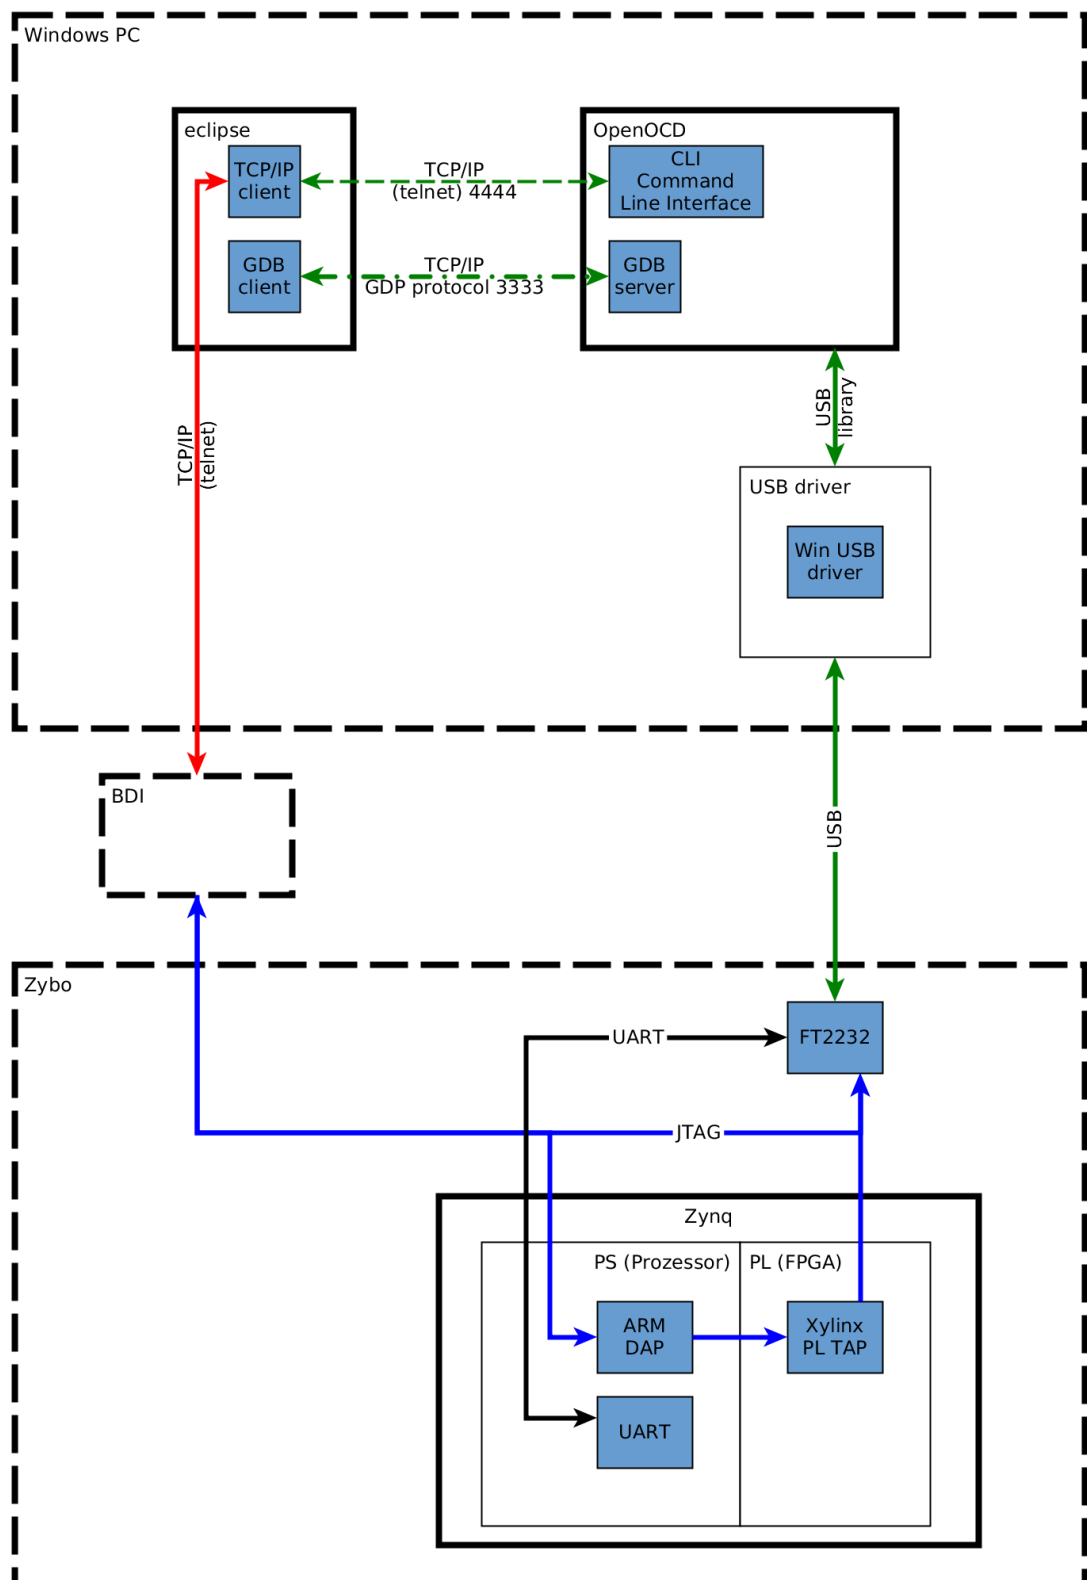 Windows PC
eclipse
TCP/IP
client
TCP/IP
(telnet) 4444
OpenOCD
CLI
Command
Line Interface
GDB
client
TCP/IP
GDP protocol 3333
GDB
server
TCP/IP
(telnet)
USB
library
USB driver
Win USB
driver
BDI
USB
Zybo
UART
FT2232
JTAG
Zynq
PS (Prozessor)
PL (FPGA)
ARM
DAP
Xylinx
PL TAP
UART